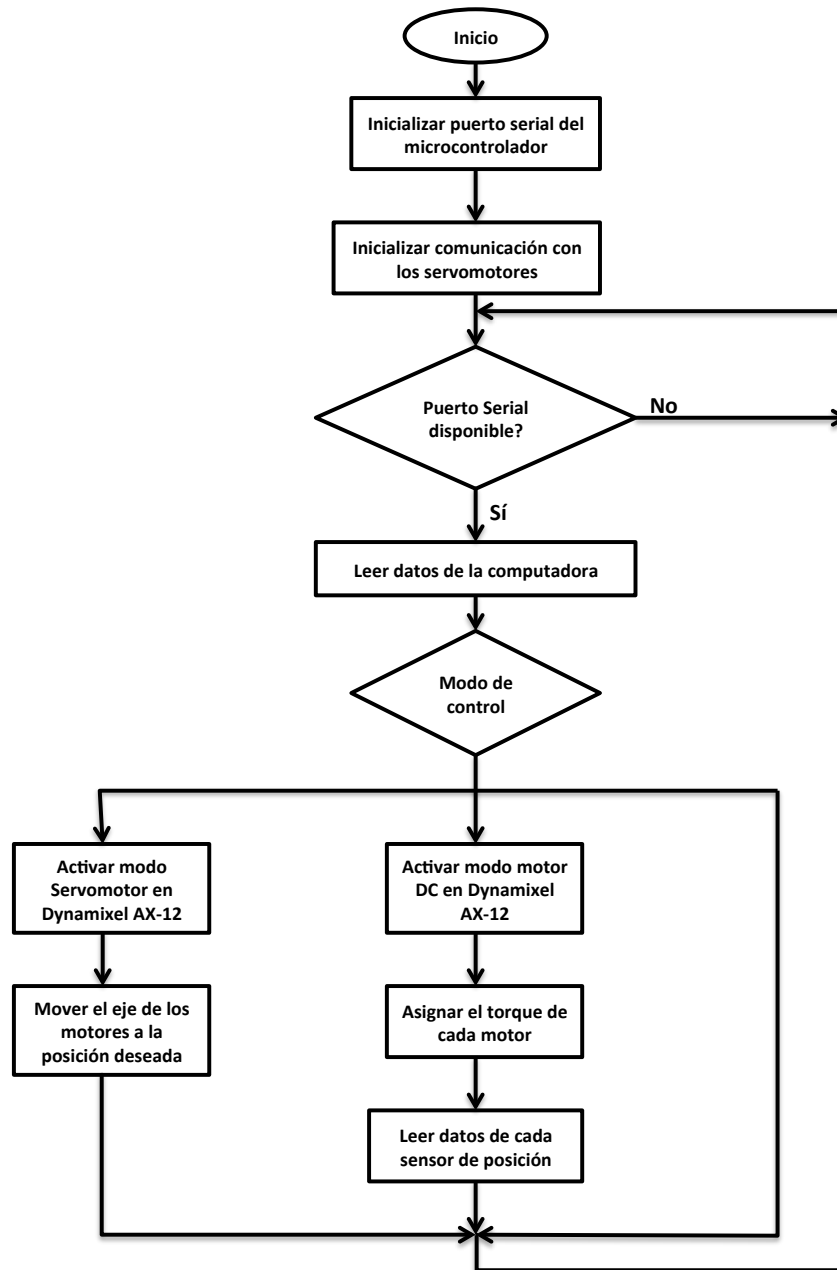 Inicio
Inicializar puerto serial del
microcontrolador
Inicializar comunicación con
los servomotores
Puerto Serial
disponible?
No
Sí
Leer datos de la computadora
Modo de
control
Activar modo
Servomotor en
Dynamixel AX-12
Activar modo motor
DC en Dynamixel
AX-12
Mover el eje de los
motores a la
posición deseada
Asignar el torque de
cada motor
Leer datos de cada
sensor de posición